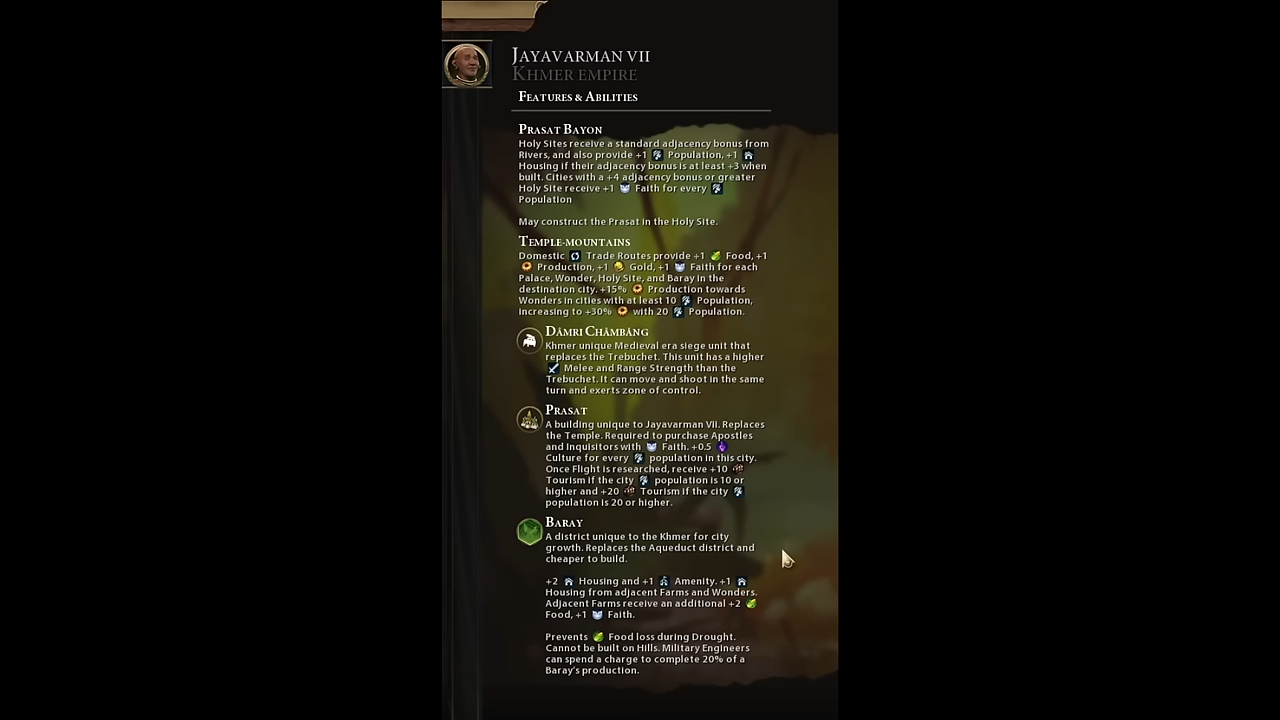 JAYAVARMAN VII
KHMER EMPIRE
FEATURES & ABILITIES
PRASAT BAYON
Holy Sites receive a standard adjacency bonus from
Rivers, and also provide +1 Population, +1
Housing if their adjacency bonus is at least +3 when
built. Cities with a +4 adjacency bonus or greater
Holy Site receive +1 Faith for every
Population
May construct the Prasat in the Holy Site.
TEMPLE-MOUNTAINS
Domestic Trade Routes provide +1 Food, +1
Production, +1 Gold, +1 Faith for each
Palace, Wonder, Holy Site, and Baray in the
destination city. +15% Production towards
Wonders in cities with at least 10 Population,
increasing to +30% with 20 Population.
DÂMRI CHÂMBĂNG
Khmer unique Medieval era siege unit that
replaces the Trebuchet. This unit has a higher
Melee and Range Strength than the
Trebuchet. It can move and shoot in the same
turn and exerts zone of control.
PRASAT
A building unique to Jayavarman VII. Replaces
the Temple. Required to purchase Apostles
and Inquisitors with Faith. +0.5
Culture for every population in this city.
Once Flight is researched, receive +10
Tourism if the city population is 10 or
higher and +20 Tourism if the city
population is 20 or higher.
BARAY
A district unique to the Khmer for city
growth. Replaces the Aqueduct district and
cheaper to build.
+2 Housing and +1 Amenity. +1
Housing from adjacent Farms and Wonders.
Adjacent Farms receive an additional +2
Food, +1 Faith.
Prevents Food loss during Drought.
Cannot be built on Hills. Military Engineers
can spend a charge to complete 20% of a
Baray's production.